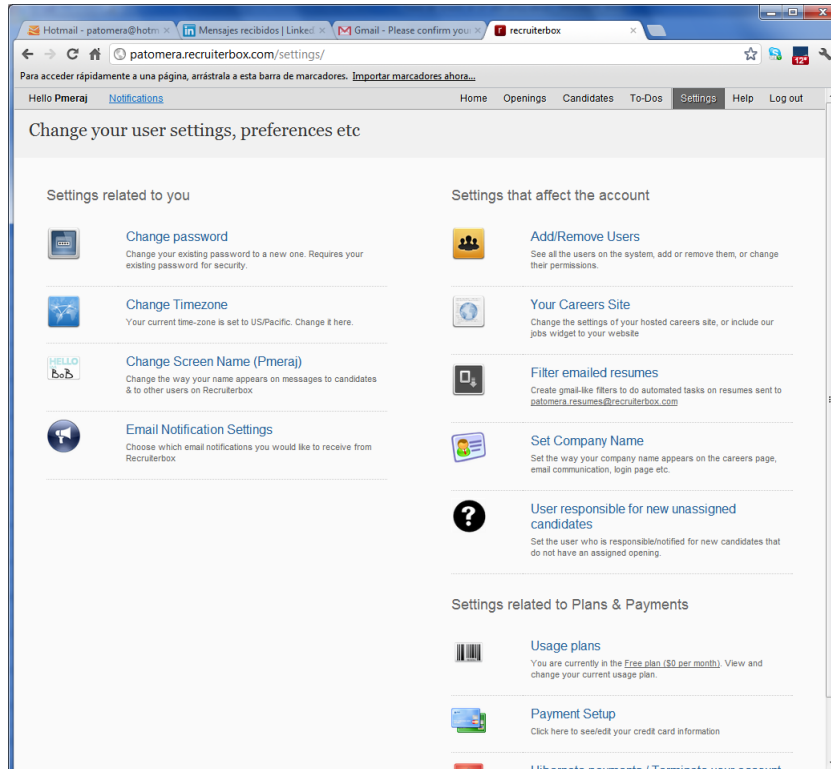 Hotmail - patomera@hotm
Mensajes recibidos | Linked
Gmail - Please confirm your
recruiterbox
patomera.recruiterbox.com/settings/
12°
Para acceder rápidamente a una página, arrástrala a esta barra de marcadores. Importar marcadores ahora...
Hello Pmeraj Notifications Home Openings Candidates To-Dos Settings Help Log out
Change your user settings, preferences etc
Settings related to you
Change password
Change your existing password to a new one. Requires your
existing password for security.
Change Timezone
Your current time-zone is set to US/Pacific. Change it here.
HELLO
BoB
Change Screen Name (Pmeraj)
Change the way your name appears on messages to candidates
& to other users on Recruiterbox
Email Notification Settings
Choose which email notifications you would like to receive from
Recruiterbox
Settings that affect the account
Add/Remove Users
See all the users on the system, add or remove them, or change
their permissions.
Your Careers Site
Change the settings of your hosted careers site, or include our
jobs widget to your website
Filter emailed resumes
Create gmail-like filters to do automated tasks on resumes sent to
patomera.resumes@recruiterbox.com
Set Company Name
Set the way your company name appears on the careers page,
email communication, login page etc.
User responsible for new unassigned
candidates
Set the user who is responsible/notified for new candidates that
do not have an assigned opening.
Settings related to Plans & Payments
Usage plans
You are currently in the Free plan ($0 per month). View and
change your current usage plan.
Payment Setup
Click here to see/edit your credit card information
Hibernate payments / Terminate your account